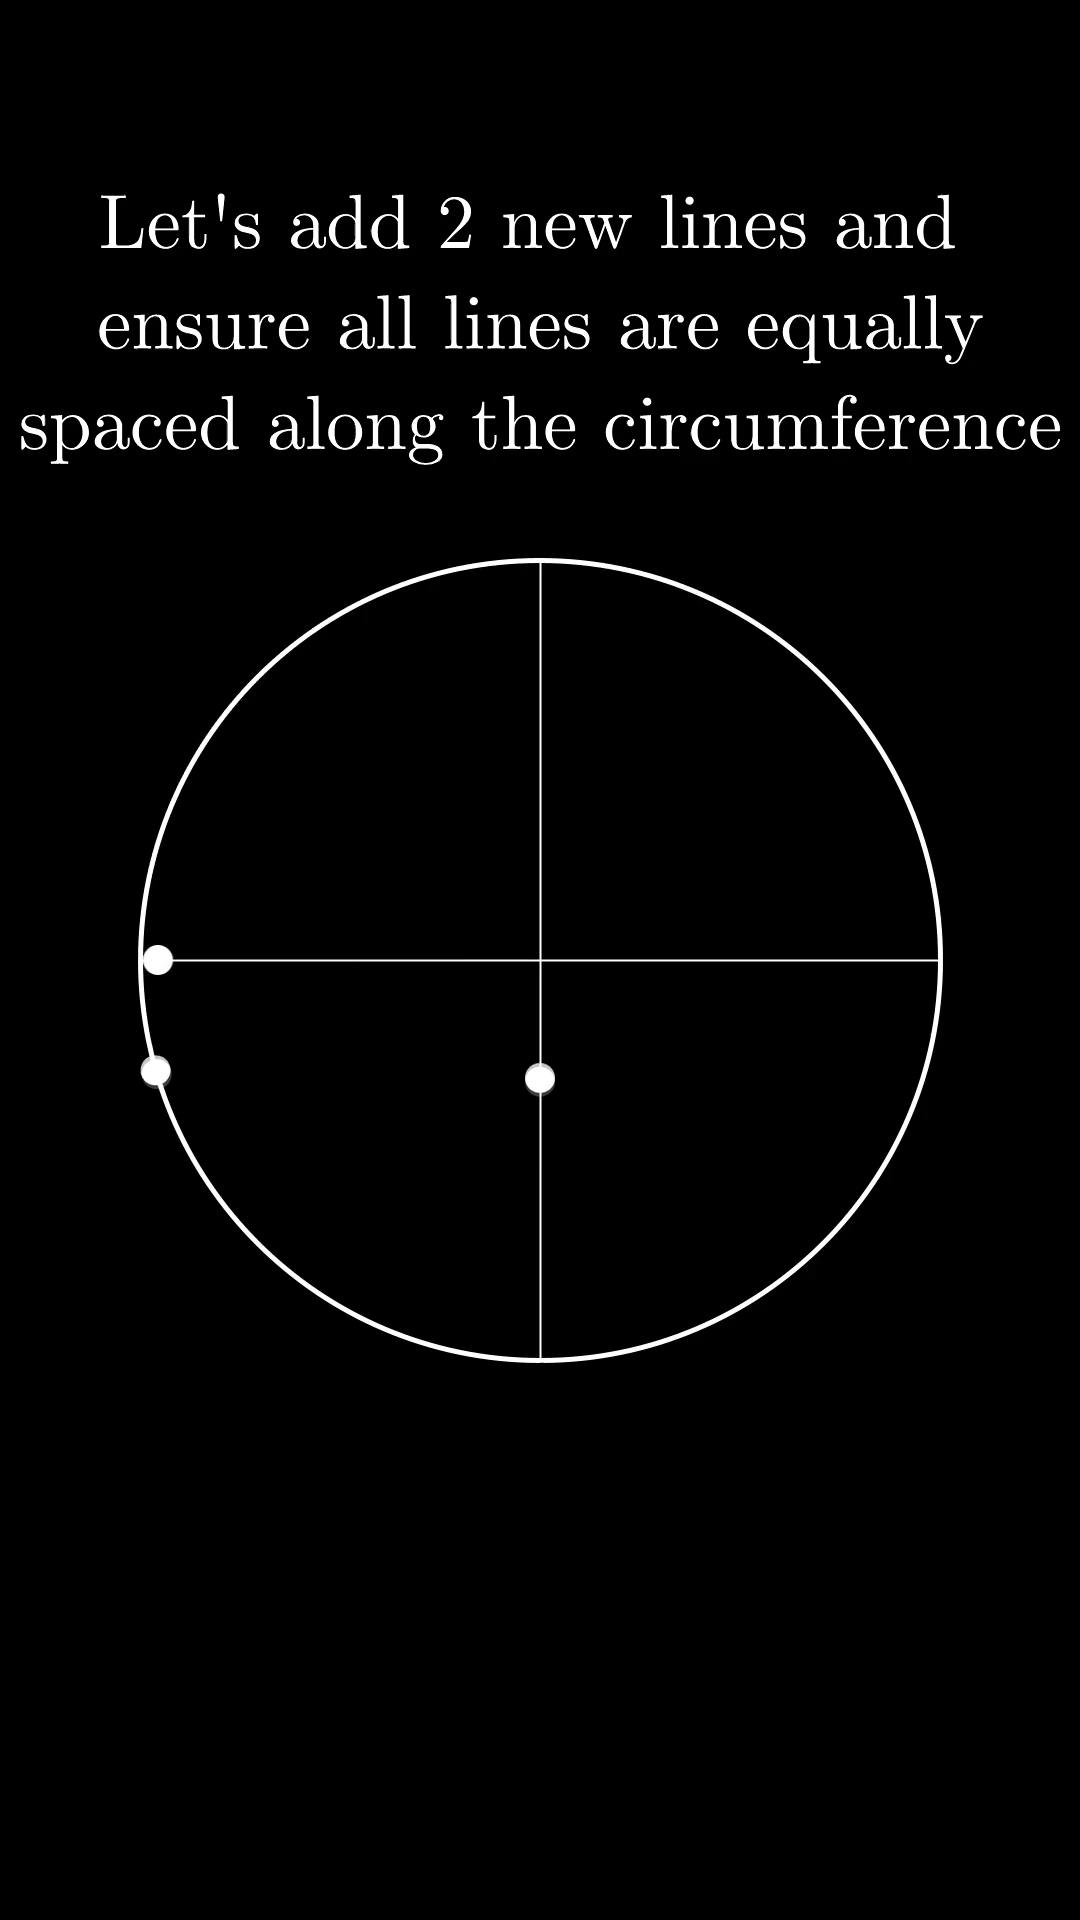 Let's add 2 new lines and
ensure all lines are equally
spaced along the circumference